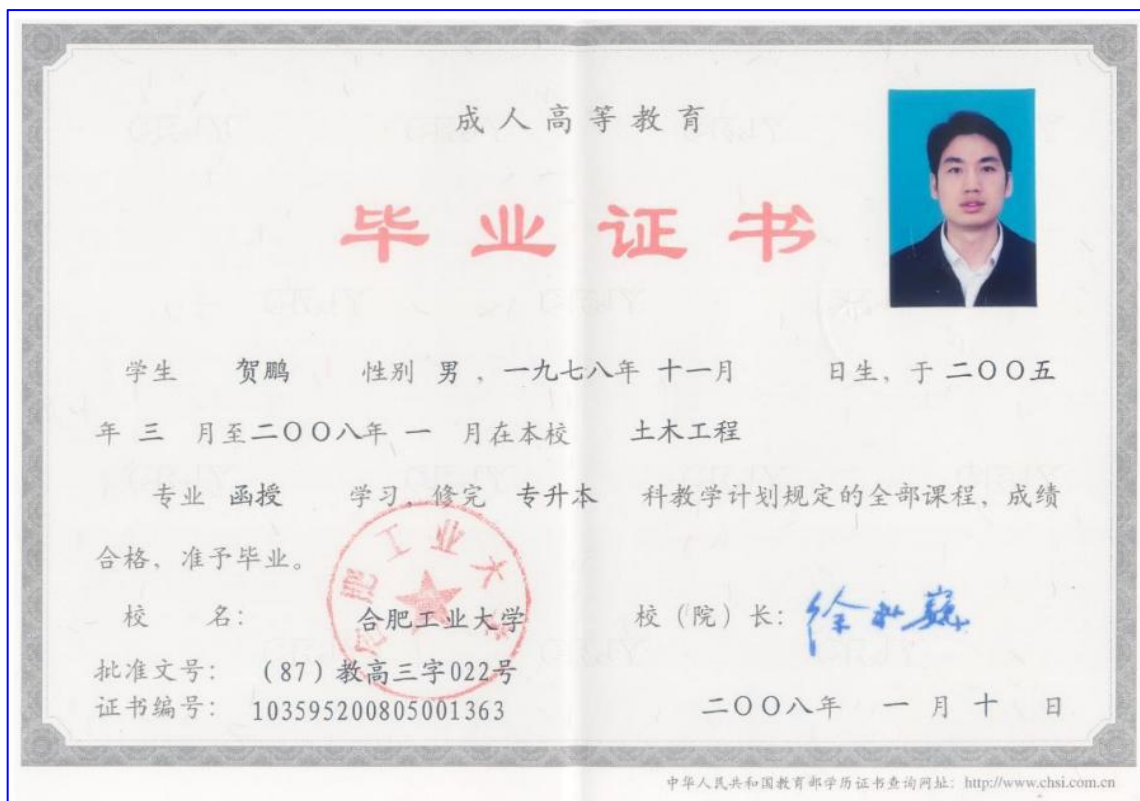 成人高等教育
毕业证书
学生 贺鹏 性别 男，一九七八年 十一月 日生，于 二〇〇五
年 三 月至二〇〇八年 一 月在本校 土木工程
专业 函授 学习，修完 专升本 科教学计划规定的全部课程，成绩
合格，准予毕业。
合肥工业大学
校 名： 合肥工业大学 校（院）长：
批准文号： （87）教高三字022号
证书编号： 103595200805001363 二〇〇八年 一 月 十 日
中华人民共和国教育部学历证书查询网址：http://www.chsi.com.cn